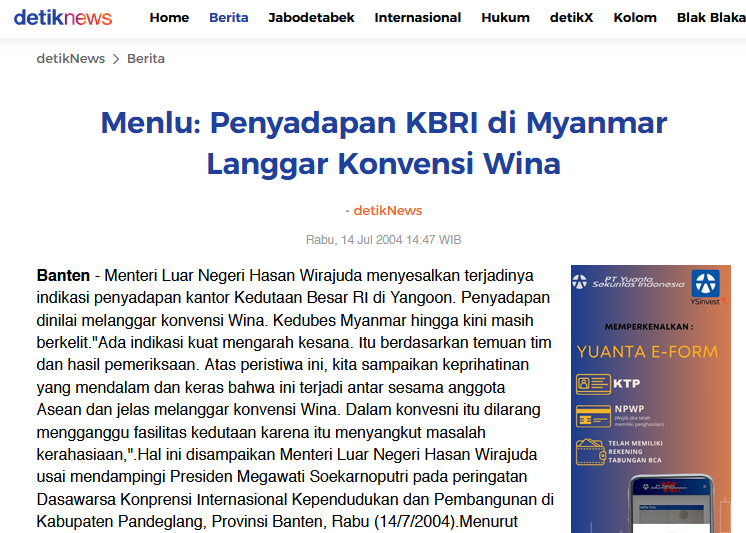 detiknews Home Berita Jabodetabek Internasional Hukum detikX Kolom Blak Blaka
detikNews > Berita
Menlu: Penyadapan KBRI di Myanmar
Langgar Konvensi Wina
- detikNews
Rabu, 14 Jul 2004 14:47 WIB
Banten - Menteri Luar Negeri Hasan Wirajuda menyesalkan terjadinya
indikasi penyadapan kantor Kedutaan Besar RI di Yangoon. Penyadapan
dinilai melanggar konvensi Wina. Kedubes Myanmar hingga kini masih
berkelit."Ada indikasi kuat mengarah kesana. Itu berdasarkan temuan tim
dan hasil pemeriksaan. Atas peristiwa ini, kita sampaikan keprihatinan
yang mendalam dan keras bahwa ini terjadi antar sesama anggota
Asean dan jelas melanggar konvensi Wina. Dalam konvesni itu dilarang
mengganggu fasilitas kedutaan karena itu menyangkut masalah
kerahasiaan,".Hal ini disampaikan Menteri Luar Negeri Hasan Wirajuda
usai mendampingi Presiden Megawati Soekarnoputri pada peringatan
Dasawarsa Konprensi Internsional Kependudukan dan Pembangunan di
Kabupaten Pandeglang, Provinsi Banten, Rabu (14/7/2004).Menurut
PT. Yuanta
Sekuritas Indonesia
YSinvest
MEMPERKENALKAN :
YUANTA E-FORM
KTP
NPWP
(Wajib jika telah
memiliki penghasilan)
TELAH MEMILIKI
REKENING
TABUNGAN BCA